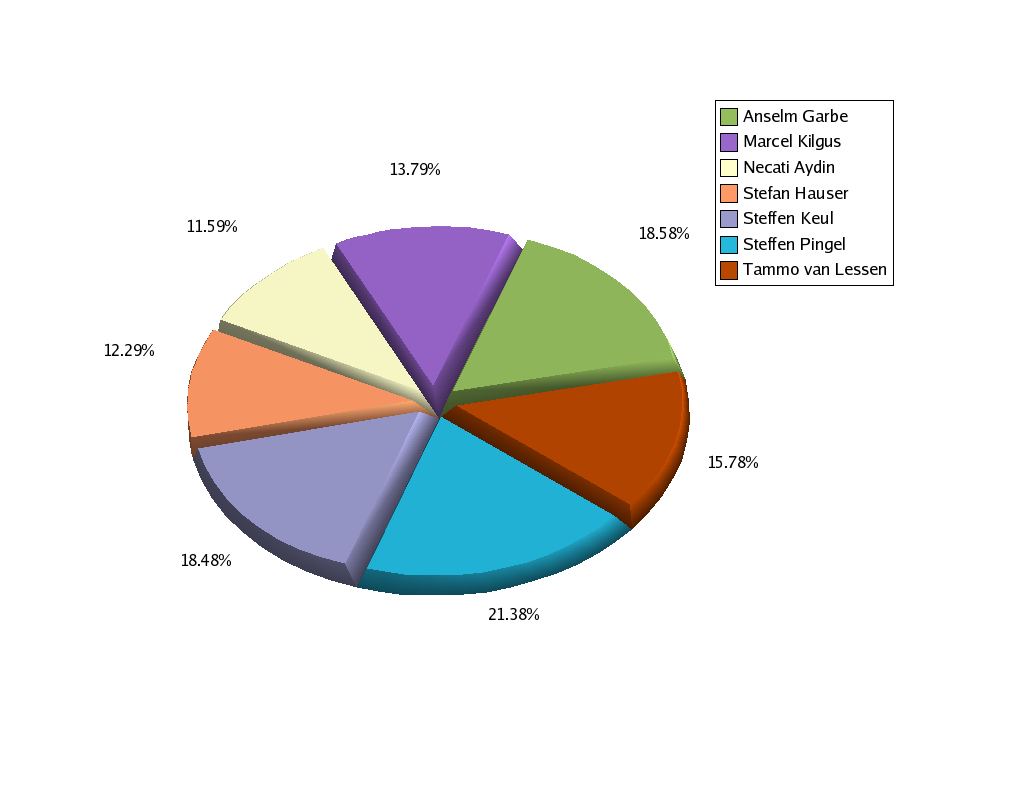 Anselm Garbe
Marcel Kilgus
Necati Aydin
Stefan Hauser
Steffen Keul
Steffen Pingel
Tammo van Lessen
13.79%
11.59%
18.58%
12.29%
15.78%
18.48%
21.38%